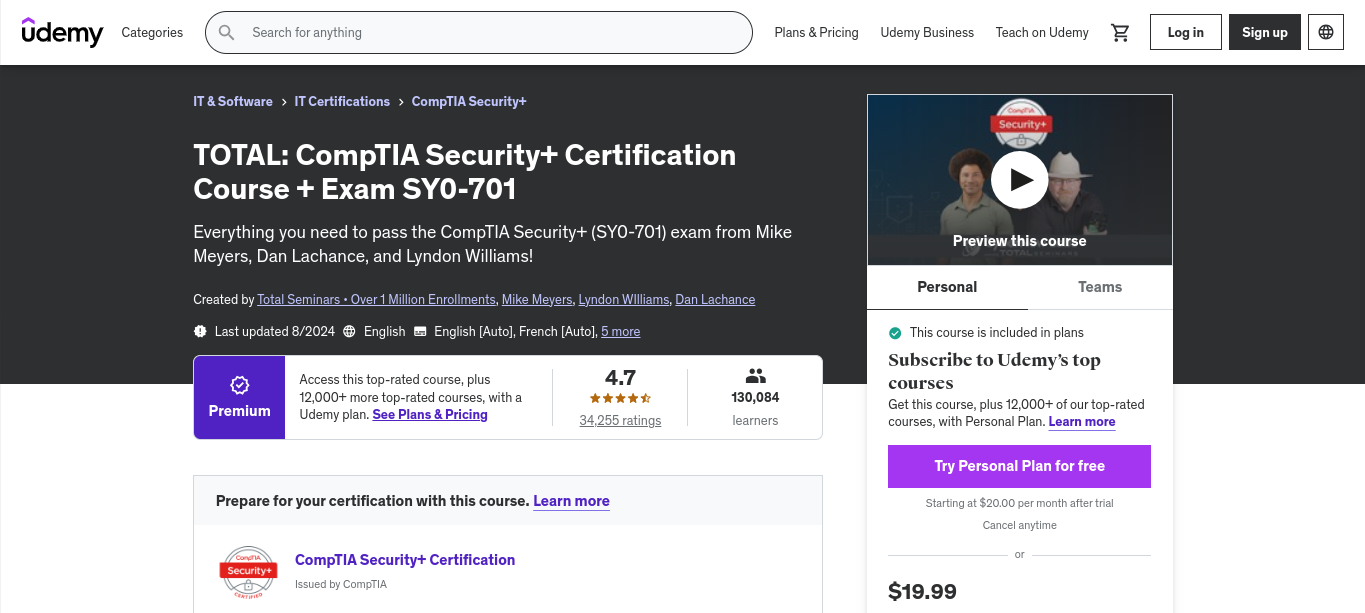 udemy
Categories
Search for anything
Plans & Pricing
Udemy Business
Teach on Udemy
Log in
Sign up
IT & Software > IT Certifications > CompTIA Security+
TOTAL: CompTIA Security+ Certification
Course + Exam SY0-701
Everything you need to pass the CompTIA Security+ (SY0-701) exam from Mike
Meyers, Dan Lachance, and Lyndon Williams!
Created by Total Seminars • Over 1 Million Enrollments, Mike Meyers, Lyndon WIlliams, Dan Lachance
Last updated 8/2024 English English [Auto], French [Auto], 5 more
Premium
Access this top-rated course, plus
12,000+ more top-rated courses, with a
Udemy plan. See Plans & Pricing
4.7
34,255 ratings
130,084
learners
Prepare for your certification with this course. Learn more
CompTIA
Security+
CERTIFIED
CompTIA Security+ Certification
Issued by CompTIA
CompTIA
Security+
TOTAL SEMINARS
Preview this course
Personal
Teams
This course is included in plans
Subscribe to Udemy’s top
courses
Get this course, plus 12,000+ of our top-rated
courses, with Personal Plan. Learn more
Try Personal Plan for free
Starting at $20.00 per month after trial
Cancel anytime
or
$19.99